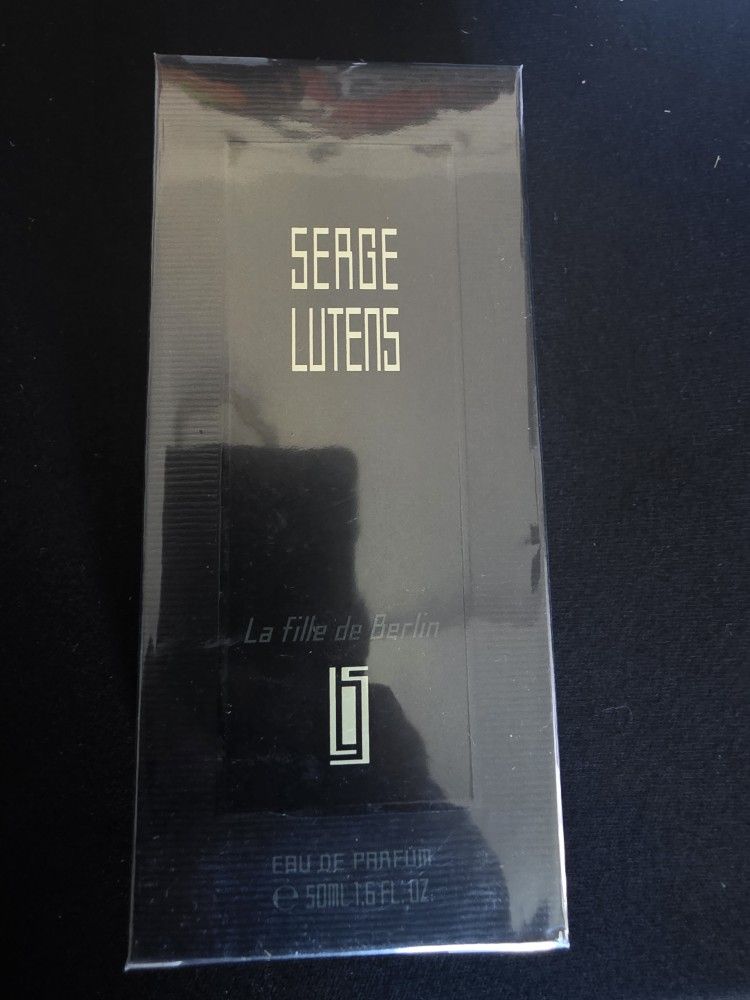 SERGE
LUTENS
La fille de Berlin
EAU DE PARFUM
℮ 50ML 1.6 FL. OZ.